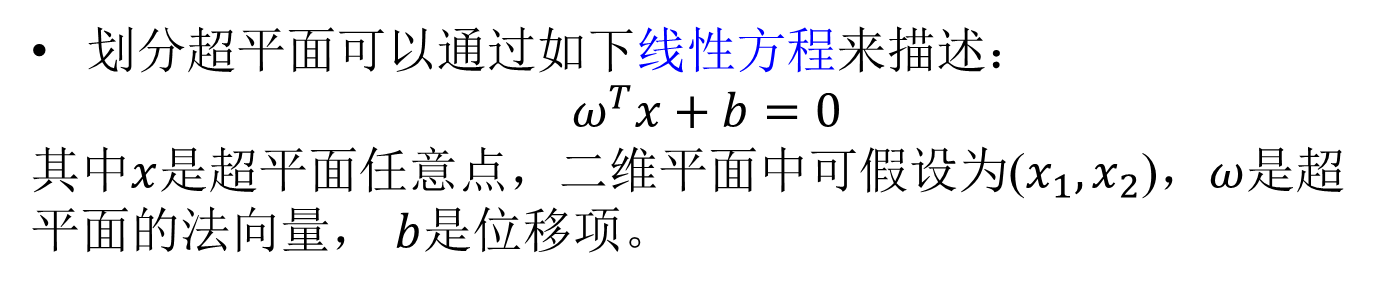 • 划分超平面可以通过如下线性方程来描述：
ω^T x + b = 0
其中x是超平面任意点，二维平面中可假设为(x₁,x₂)，ω是超
平面的法向量， b是位移项。